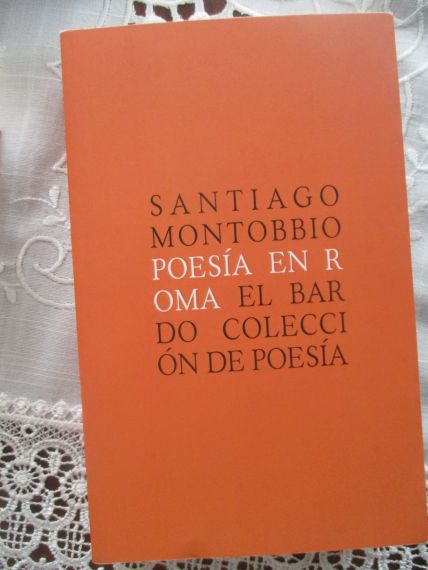 SANTIAGO
MONTOBBIO
POESÍA EN R
OMA EL BAR
DO COLECCI
ÓN DE POESÍA